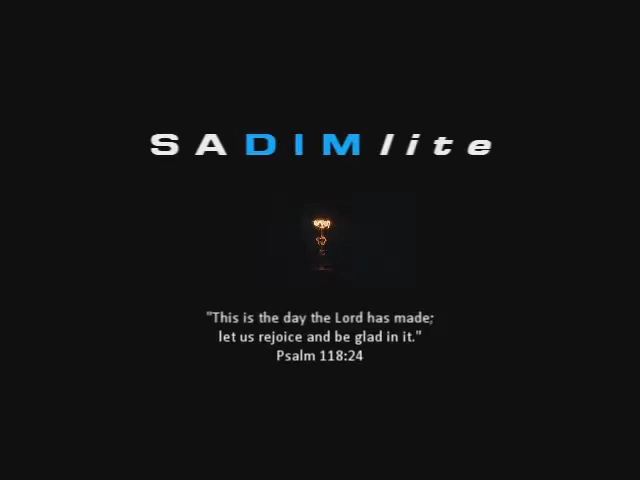 SADIMlite
"This is the day the Lord has made;
let us rejoice and be glad in it."
Psalm 118:24